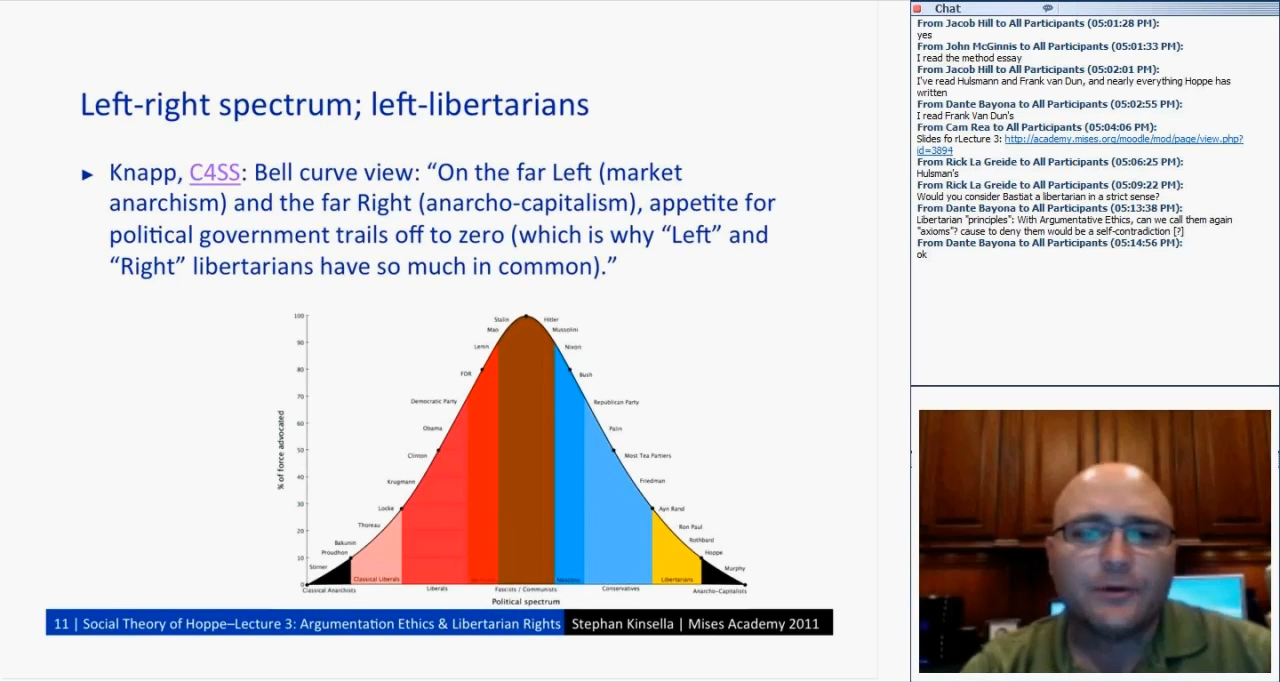 Left-right spectrum; left-libertarians
► Knapp, C4SS: Bell curve view: “On the far Left (market
anarchism) and the far Right (anarcho-capitalism), appetite for
political government trails off to zero (which is why “Left” and
“Right” libertarians have so much in common).”
100
90
80
70
60
50
40
30
20
10
0
% of force advocated
Stalin
Mao
Lenin
FDR
Democratic Party
Obama
Clinton
Krugmann
Locke
Thoreau
Bakunin
Proudhon
Stirner
Hitler
Mussolini
Nixon
Bush
Republican Party
Palin
Most Tea Partiers
Friedman
Ayn Rand
Ron Paul
Rothbard
Hoppe
Murphy
Classical Anarchists
Classical Liberals
Liberals
Fascists / Communists
Conservatives
Libertarians
Anarcho-Capitalists
Political spectrum
11 | Social Theory of Hoppe–Lecture 3: Argumentation Ethics & Libertarian Rights
Stephan Kinsella | Mises Academy 2011
Chat
From Jacob Hill to All Participants (05:01:28 PM):
yes
From John McGinnis to All Participants (05:01:33 PM):
I read the method essay
From Jacob Hill to All Participants (05:02:01 PM):
I've read Hulsmann and Frank van Dun, and nearly everything Hoppe has
written
From Dante Bayona to All Participants (05:02:55 PM):
I read Frank Van Dun's
From Cam Rea to All Participants (05:04:06 PM):
Slides fo rLecture 3: http://academy.mises.org/moodle/mod/page/view.php?
id=3894
From Rick La Greide to All Participants (05:06:25 PM):
Hulsman's
From Rick La Greide to All Participants (05:09:22 PM):
Would you consider Bastiat a libertarian in a strict sense?
From Dante Bayona to All Participants (05:13:38 PM):
Libertarian "principles": With Argumentative Ethics, can we call them again
"axioms"? cause to deny them would be a self-contradiction [?]
From Dante Bayona to All Participants (05:14:56 PM):
ok